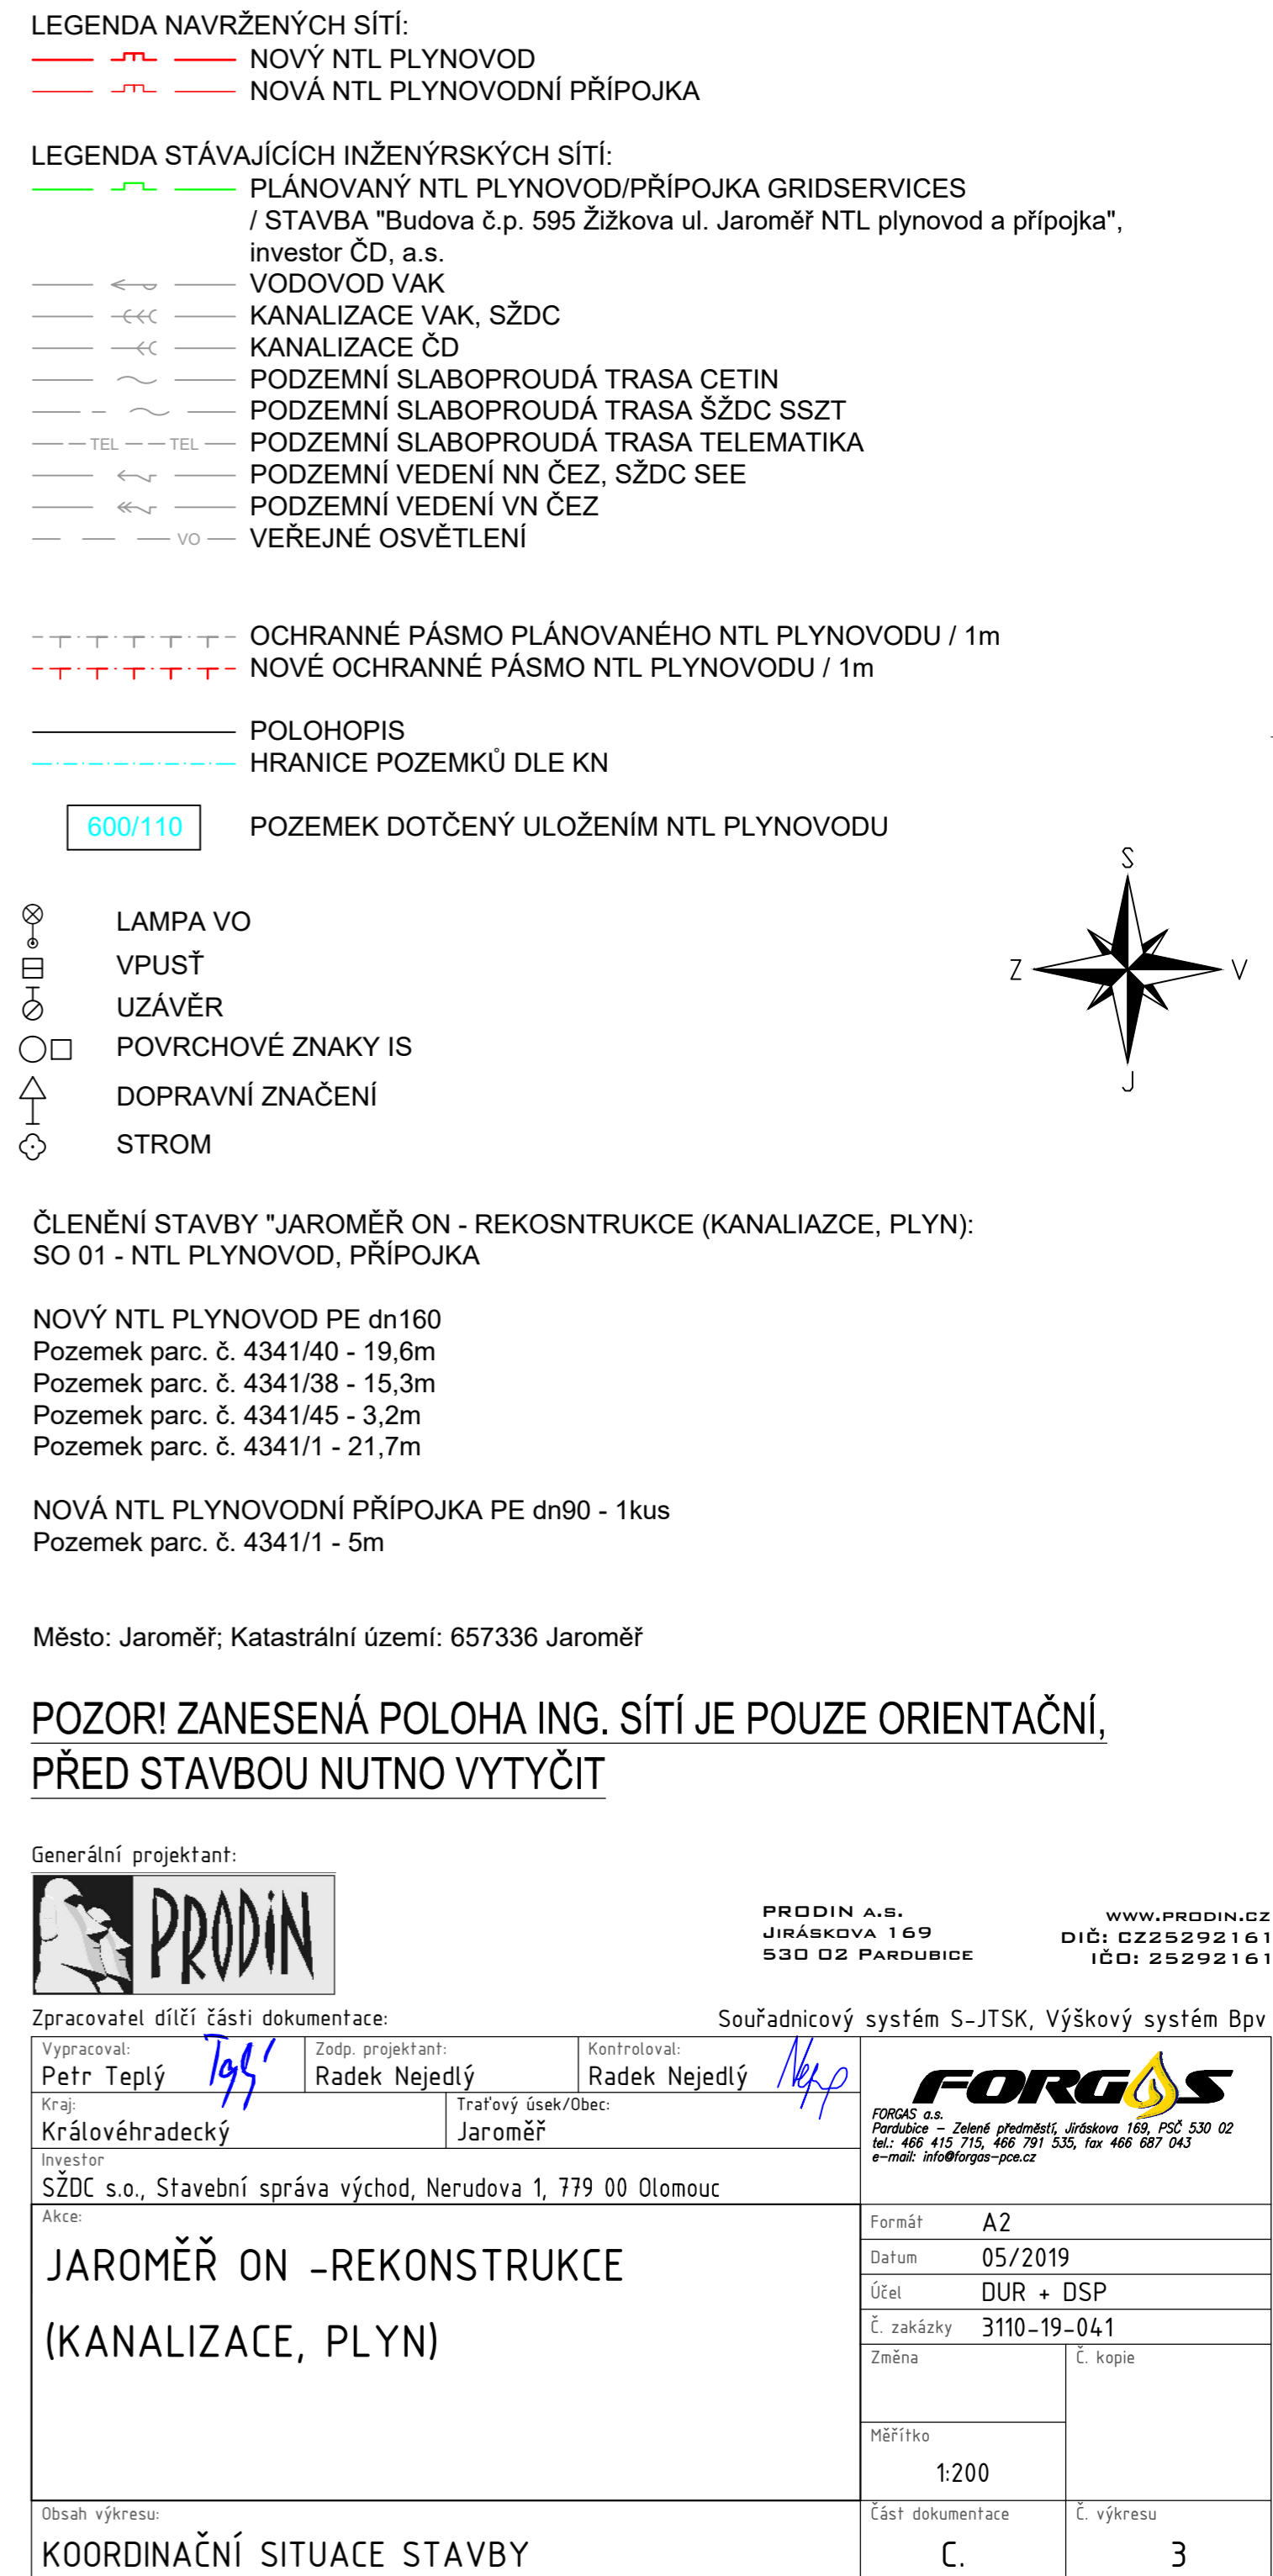 LEGENDA NAVRŽENÝCH SÍTÍ:
NOVÝ NTL PLYNOVOD
NOVÁ NTL PLYNOVODNÍ PŘÍPOJKA
LEGENDA STÁVAJÍCÍCH INŽENÝRSKÝCH SÍTÍ:
PLÁNOVANÝ NTL PLYNOVOD/PŘÍPOJKA GRIDSERVICES
/ STAVBA "Budova č.p. 595 Žižkova ul. Jaroměř NTL plynovod a přípojka",
investor ČD, a.s.
VODOVOD VAK
KANALIZACE VAK, SŽDC
KANALIZACE ČD
PODZEMNÍ SLABOPROUDÁ TRASA CETIN
PODZEMNÍ SLABOPROUDÁ TRASA ŠŽDC SSZT
TEL TEL PODZEMNÍ SLABOPROUDÁ TRASA TELEMATIKA
PODZEMNÍ VEDENÍ NN ČEZ, SŽDC SEE
PODZEMNÍ VEDENÍ VN ČEZ
VO VEŘEJNÉ OSVĚTLENÍ
OCHRANNÉ PÁSMO PLÁNOVANÉHO NTL PLYNOVODU / 1m
NOVÉ OCHRANNÉ PÁSMO NTL PLYNOVODU / 1m
POLOHOPIS
HRANICE POZEMKŮ DLE KN
600/110 POZEMEK DOTČENÝ ULOŽENÍM NTL PLYNOVODU
S
Z V
J
LAMPA VO
VPUSŤ
UZÁVĚR
POVRCHOVÉ ZNAKY IS
DOPRAVNÍ ZNAČENÍ
STROM
ČLENĚNÍ STAVBY "JAROMĚŘ ON - REKOSNTRUKCE (KANALIAZCE, PLYN):
SO 01 - NTL PLYNOVOD, PŘÍPOJKA
NOVÝ NTL PLYNOVOD PE dn160
Pozemek parc. č. 4341/40 - 19,6m
Pozemek parc. č. 4341/38 - 15,3m
Pozemek parc. č. 4341/45 - 3,2m
Pozemek parc. č. 4341/1 - 21,7m
NOVÁ NTL PLYNOVODNÍ PŘÍPOJKA PE dn90 - 1kus
Pozemek parc. č. 4341/1 - 5m
Město: Jaroměř; Katastrální území: 657336 Jaroměř
POZOR! ZANESENÁ POLOHA ING. SÍTÍ JE POUZE ORIENTAČNÍ,
PŘED STAVBOU NUTNO VYTYČIT
Generální projektant:
PRODIN
PRODIN a.s.
Jiráskova 169
530 02 Pardubice
www.prodin.cz
DIČ: CZ25292161
IČO: 25292161
Zpracovatel dílčí části dokumentace:
Souřadnicový systém S-JTSK, Výškový systém Bpv
Vypracoval:
Petr Teplý
Zodp. projektant:
Radek Nejedlý
Kontroloval:
Radek Nejedlý
Kraj:
Královéhradecký
Traťový úsek/Obec:
Jaroměř
Investor
SŽDC s.o., Stavební správa východ, Nerudova 1, 779 00 Olomouc
FORGAS
FORGAS a.s.
Pardubice - Zelené předměstí, Jiráskova 169, PSČ 530 02
tel.: 466 415 715, 466 791 535, fax 466 687 043
e-mail: info@forgas-pce.cz
Akce:
JAROMĚŘ ON -REKONSTRUKCE
(KANALIZACE, PLYN)
Formát A2
Datum 05/2019
Účel DUR + DSP
Č. zakázky 3110-19-041
Změna
Č. kopie
Měřítko
1:200
Obsah výkresu:
KOORDINAČNÍ SITUACE STAVBY
Část dokumentace
C.
Č. výkresu
3